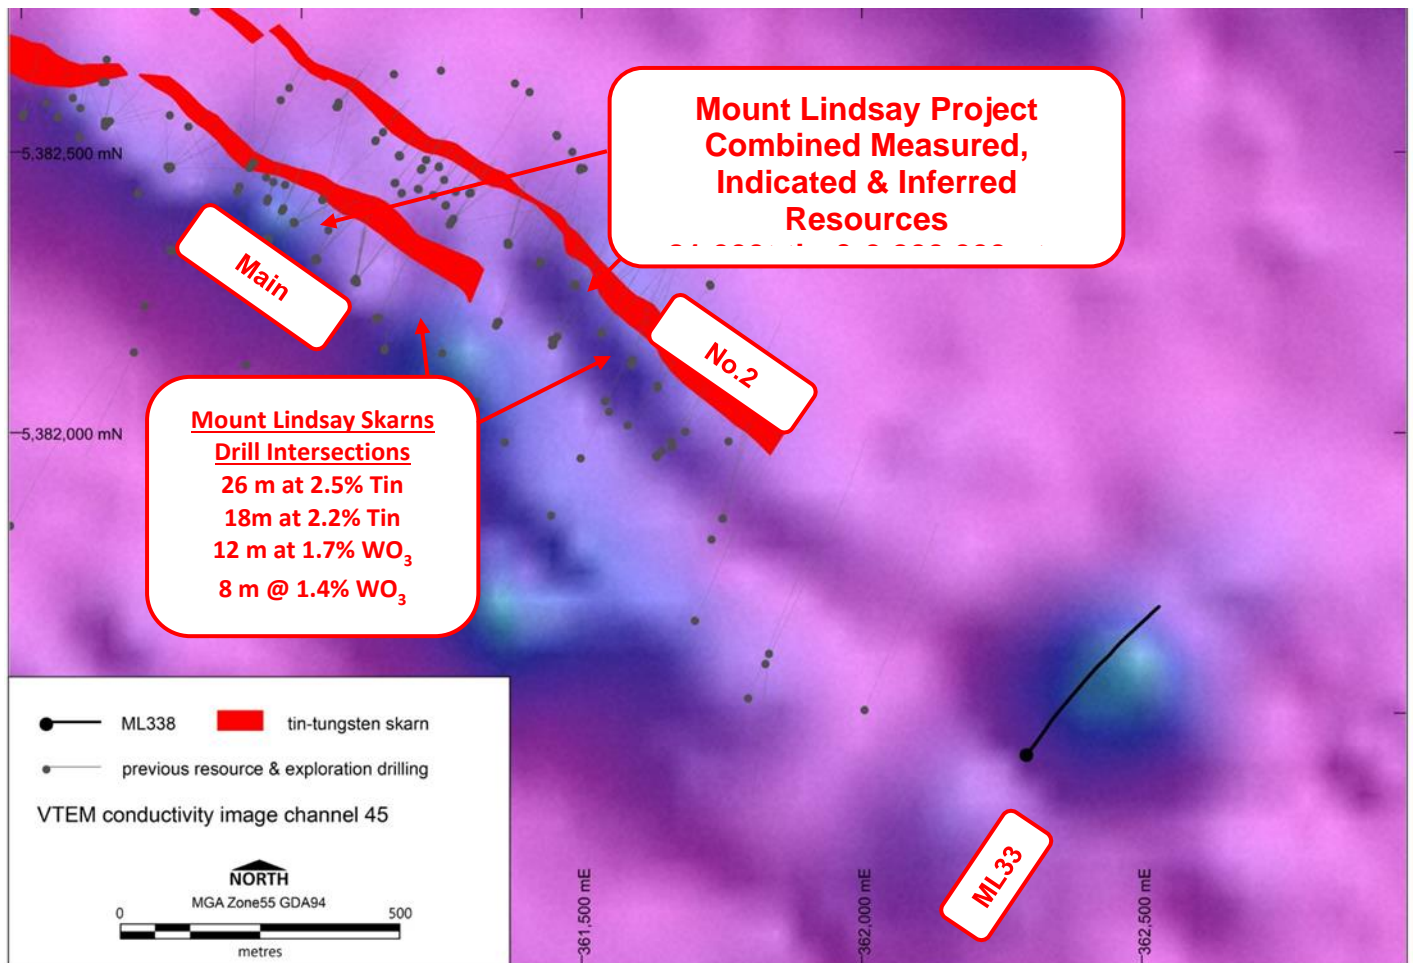 Mount Lindsay Project
Combined Measured,
Indicated & Inferred
Resources
5,382,500 mN
Main
No.2
5,382,000 mN
Mount Lindsay Skarns
Drill Intersections
26 m at 2.5% Tin
18m at 2.2% Tin
12 m at 1.7% WO₃
8 m @ 1.4% WO₃
ML338
tin-tungsten skarn
previous resource & exploration drilling
VTEM conductivity image channel 45
NORTH
MGA Zone55 GDA94
0 500
metres
361,500 mE
362,000 mE
362,500 mE
ML33